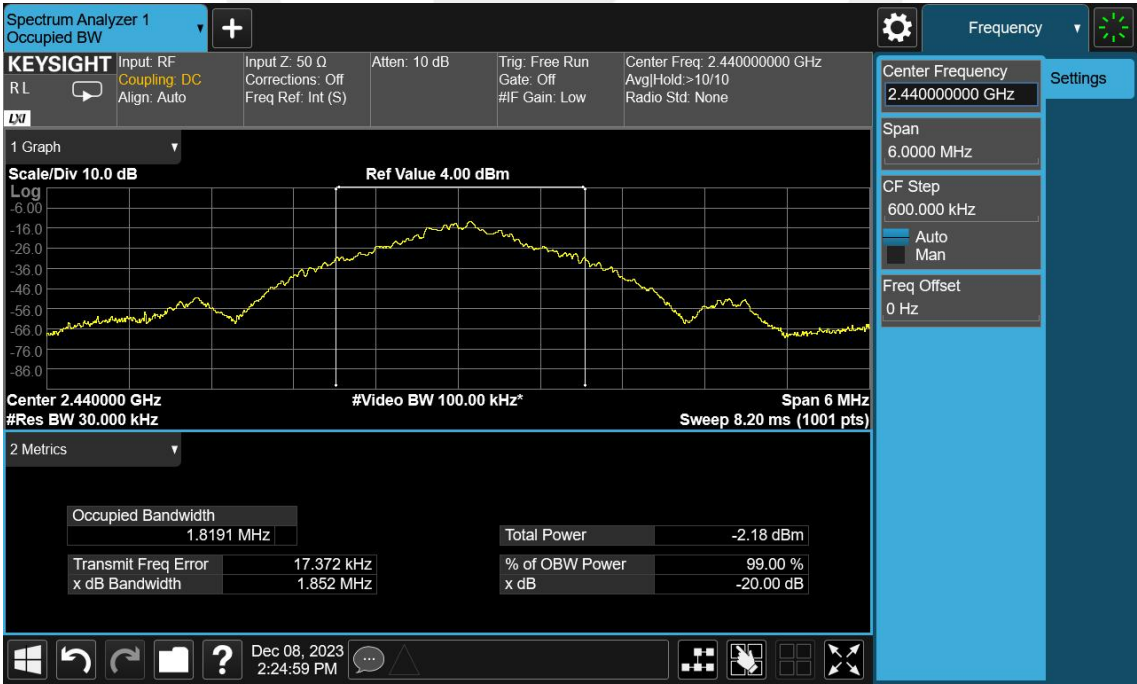 Spectrum Analyzer 1
Occupied BW
▼
+
Frequency
▼
KEYSIGHT
R L
LXI
Input: RF
Coupling: DC
Align: Auto
Input Z: 50 Ω
Corrections: Off
Freq Ref: Int (S)
Atten: 10 dB
Trig: Free Run
Gate: Off
#IF Gain: Low
Center Freq: 2.440000000 GHz
Avg|Hold:>10/10
Radio Std: None
Center Frequency
2.440000000 GHz
Settings
Span
6.0000 MHz
CF Step
600.000 kHz
Auto
Man
Freq Offset
0 Hz
1 Graph ▼
Scale/Div 10.0 dB Ref Value 4.00 dBm
Log
-6.00
-16.0
-26.0
-36.0
-46.0
-56.0
-66.0
-76.0
-86.0
Center 2.440000 GHz #Video BW 100.00 kHz* Span 6 MHz
#Res BW 30.000 kHz Sweep 8.20 ms (1001 pts)
2 Metrics ▼
Occupied Bandwidth
1.8191 MHz
Total Power -2.18 dBm
Transmit Freq Error 17.372 kHz % of OBW Power 99.00 %
x dB Bandwidth 1.852 MHz x dB -20.00 dB
?
Dec 08, 2023
2:24:59 PM